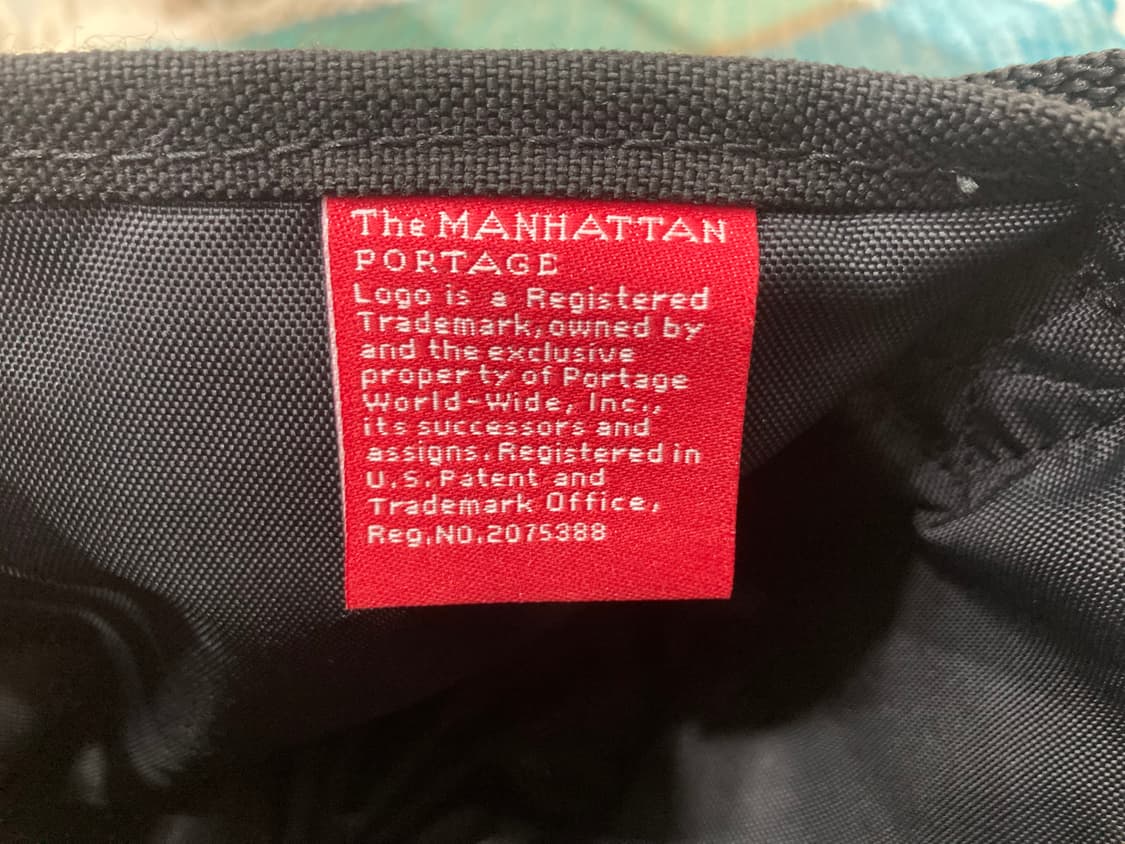 The MANHATTAN
PORTAGE
Logo is a Registered
Trademark, owned by
and the exclusive
property of Portage
World-Wide, Inc.,
its successors and
assigns. Registered in
U.S. Patent and
Trademark Office,
Reg. NO. 2075388